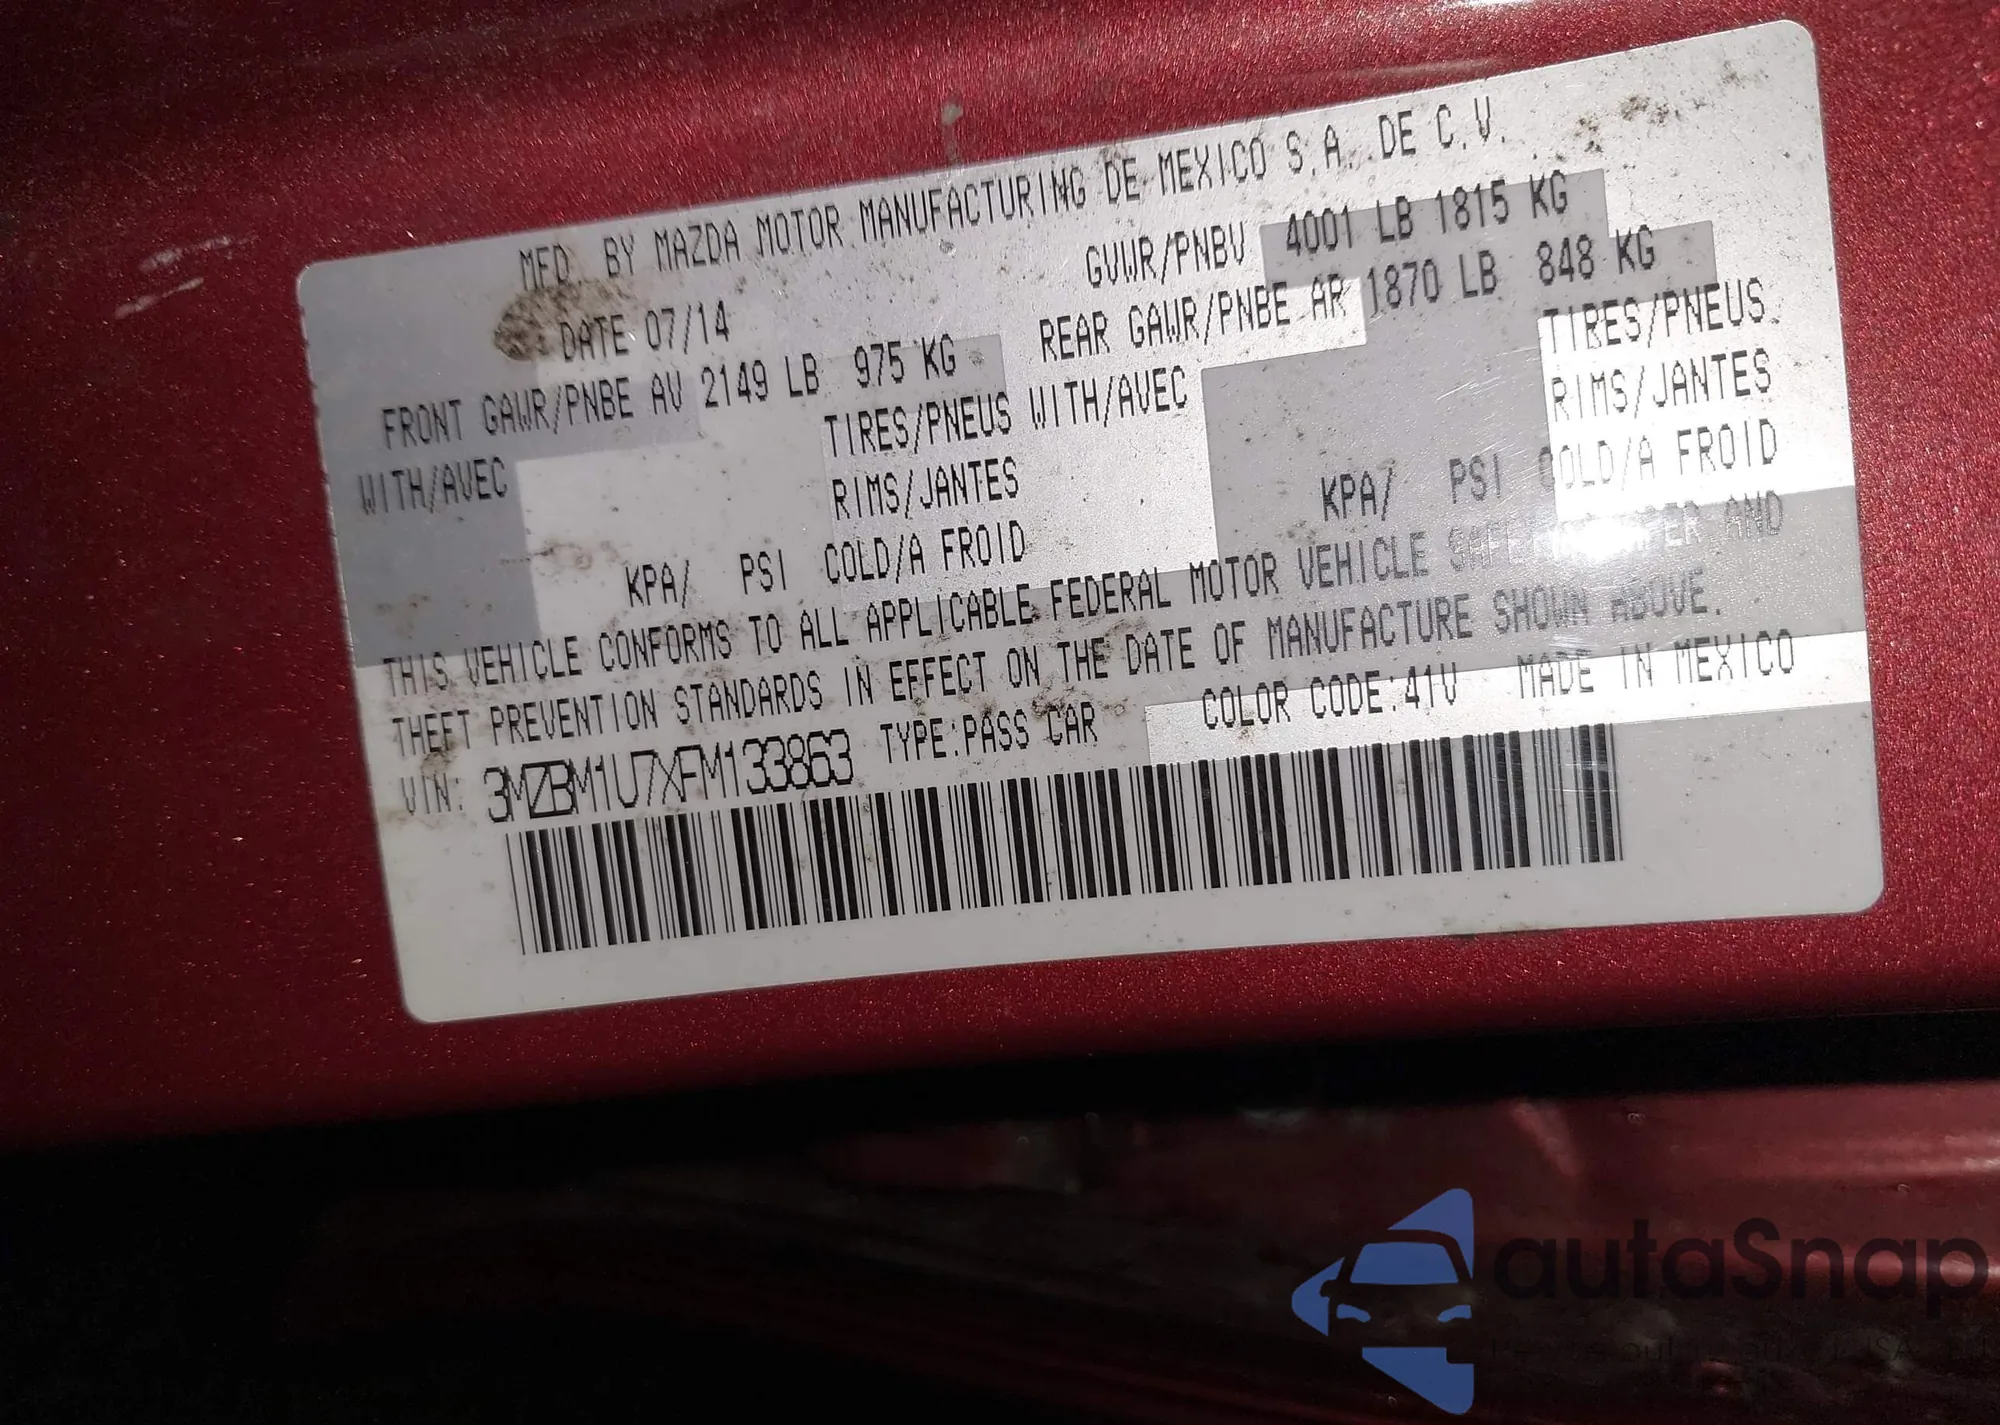 MFD. BY MAZDA MOTOR MANUFACTURING DE MEXICO S.A. DE C.V.
DATE 07/14 GVWR/PNBV 4001 LB 1815 KG
FRONT GAWR/PNBE AV 2149 LB 975 KG REAR GAWR/PNBE AR 1870 LB 848 KG
WITH/AVEC TIRES/PNEUS WITH/AVEC TIRES/PNEUS
RIMS/JANTES RIMS/JANTES
KPA/ PSI COLD/A FROID KPA/ PSI COLD/A FROID
THIS VEHICLE CONFORMS TO ALL APPLICABLE FEDERAL MOTOR VEHICLE AND
THEFT PREVENTION STANDARDS IN EFFECT ON THE DATE OF MANUFACTURE SHOWN ABOVE.
VIN: 3MZBM1U7XFM133863 TYPE:PASS CAR COLOR CODE:41V MADE IN MEXICO
autaSnap